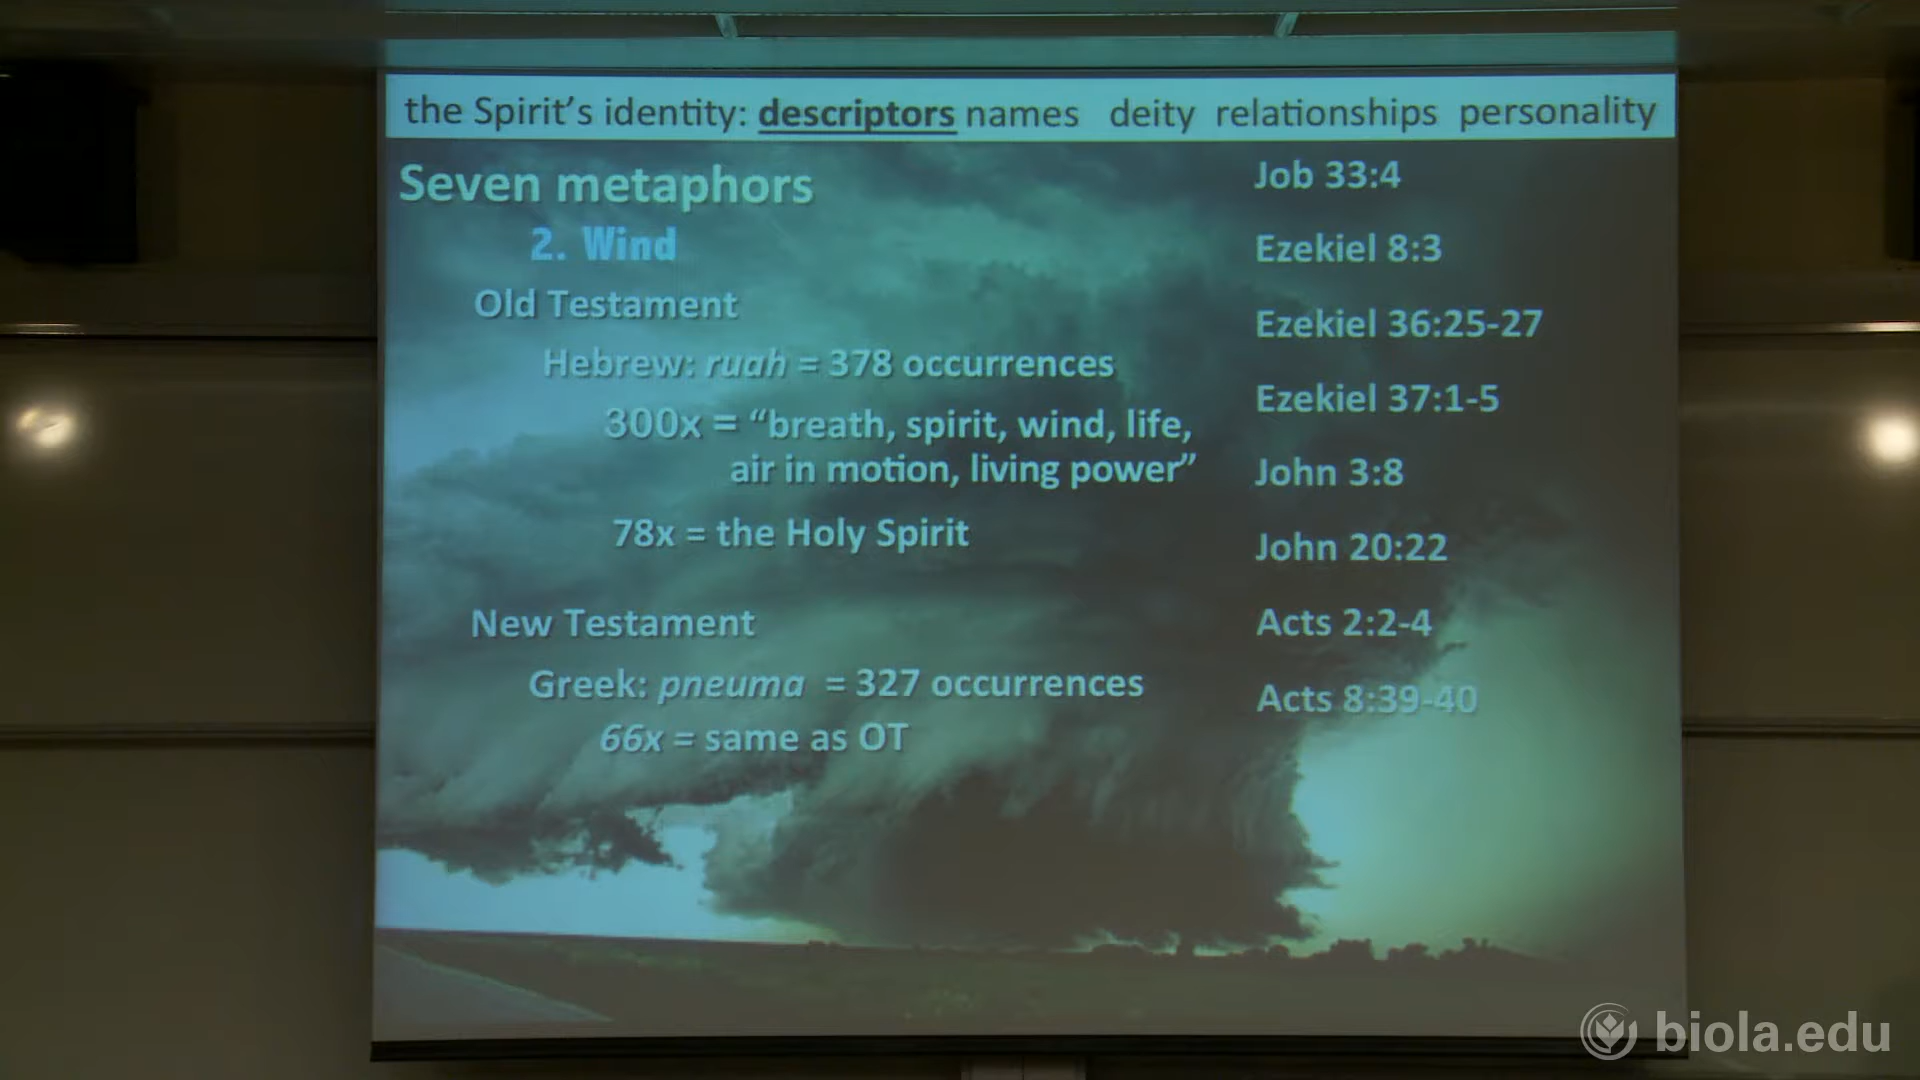 the Spirit's identity: descriptors names deity relationships personality
Seven metaphors
2. Wind
Old Testament
Hebrew: ruah = 378 occurrences
300x = “breath, spirit, wind, life,
air in motion, living power”
78x = the Holy Spirit
New Testament
Greek: pneuma = 327 occurrences
66x = same as OT
Job 33:4
Ezekiel 8:3
Ezekiel 36:25-27
Ezekiel 37:1-5
John 3:8
John 20:22
Acts 2:2-4
Acts 8:39-40
biola.edu